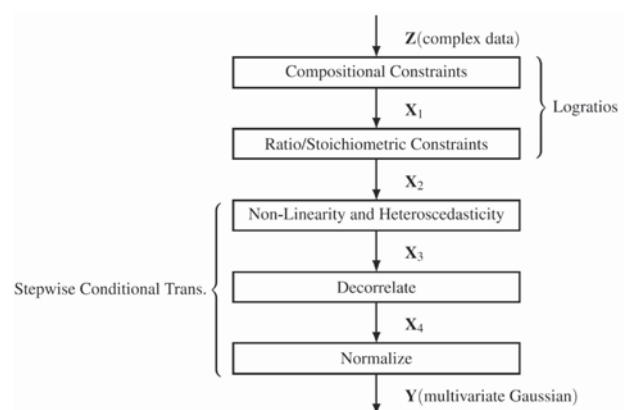 Z(complex data)
Compositional Constraints
X₁
Logratios
Ratio/Stoichiometric Constraints
X₂
Non-Linearity and Heteroscedasticity
X₃
Stepwise Conditional Trans.
Decorrelate
X₄
Normalize
Y(multivariate Gaussian)